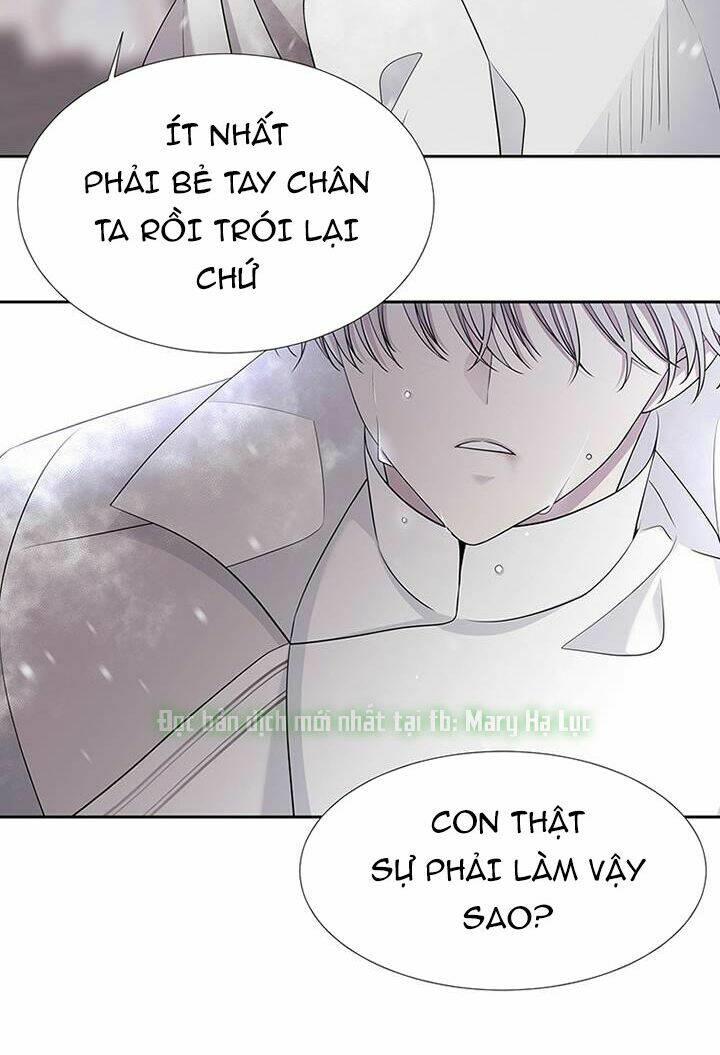 ÍT NHẤT
PHẢI BẺ TAY CHÂN
TA RỒI TRÓI LẠI
CHỨ
Đọc bản dịch mới nhất tại fb: Mary Hạ Lục
CON THẬT
SỰ PHẢI LÀM VẬY
SAO?